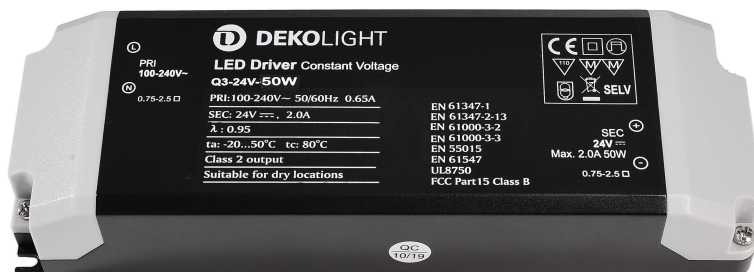 L
PRI
100-240V~
N
0.75-2.5
DEKOLIGHT
LED Driver Constant Voltage
Q3-24V-50W
PRI:100-240V~ 50/60Hz 0.65A
SEC: 24V ⎓, 2.0A
λ : 0.95
ta: -20...50°C tc: 80°C
Class 2 output
Suitable for dry locations
EN 61347-1
EN 61347-2-13
EN 61000-3-2
EN 61000-3-3
EN 55015
EN 61547
UL8750
FCC Part15 Class B
CE
110 M M
SELV
SEC +
24V ⎓
Max. 2.0A 50W -
0.75-2.5
QC
10/19